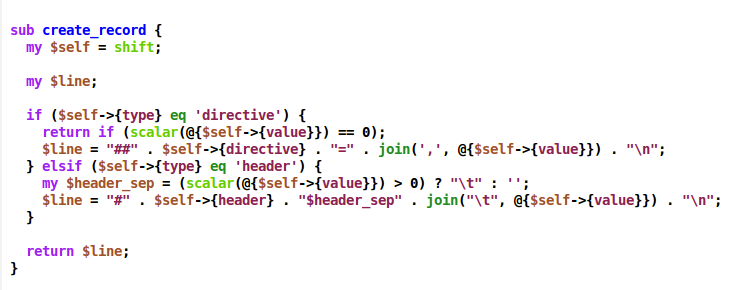 sub create_record {
  my $self = shift;

  my $line;

  if ($self->{type} eq 'directive') {
    return if (scalar(@{$self->{value}}) == 0);
    $line = "##" . $self->{directive} . "=" . join(',', @{$self->{value}}) . "\n";
  } elsif ($self->{type} eq 'header') {
    my $header_sep = (scalar(@{$self->{value}}) > 0) ? "\t" : '';
    $line = "#" . $self->{header} . "$header_sep" . join("\t", @{$self->{value}}) . "\n";
  }

  return $line;
}